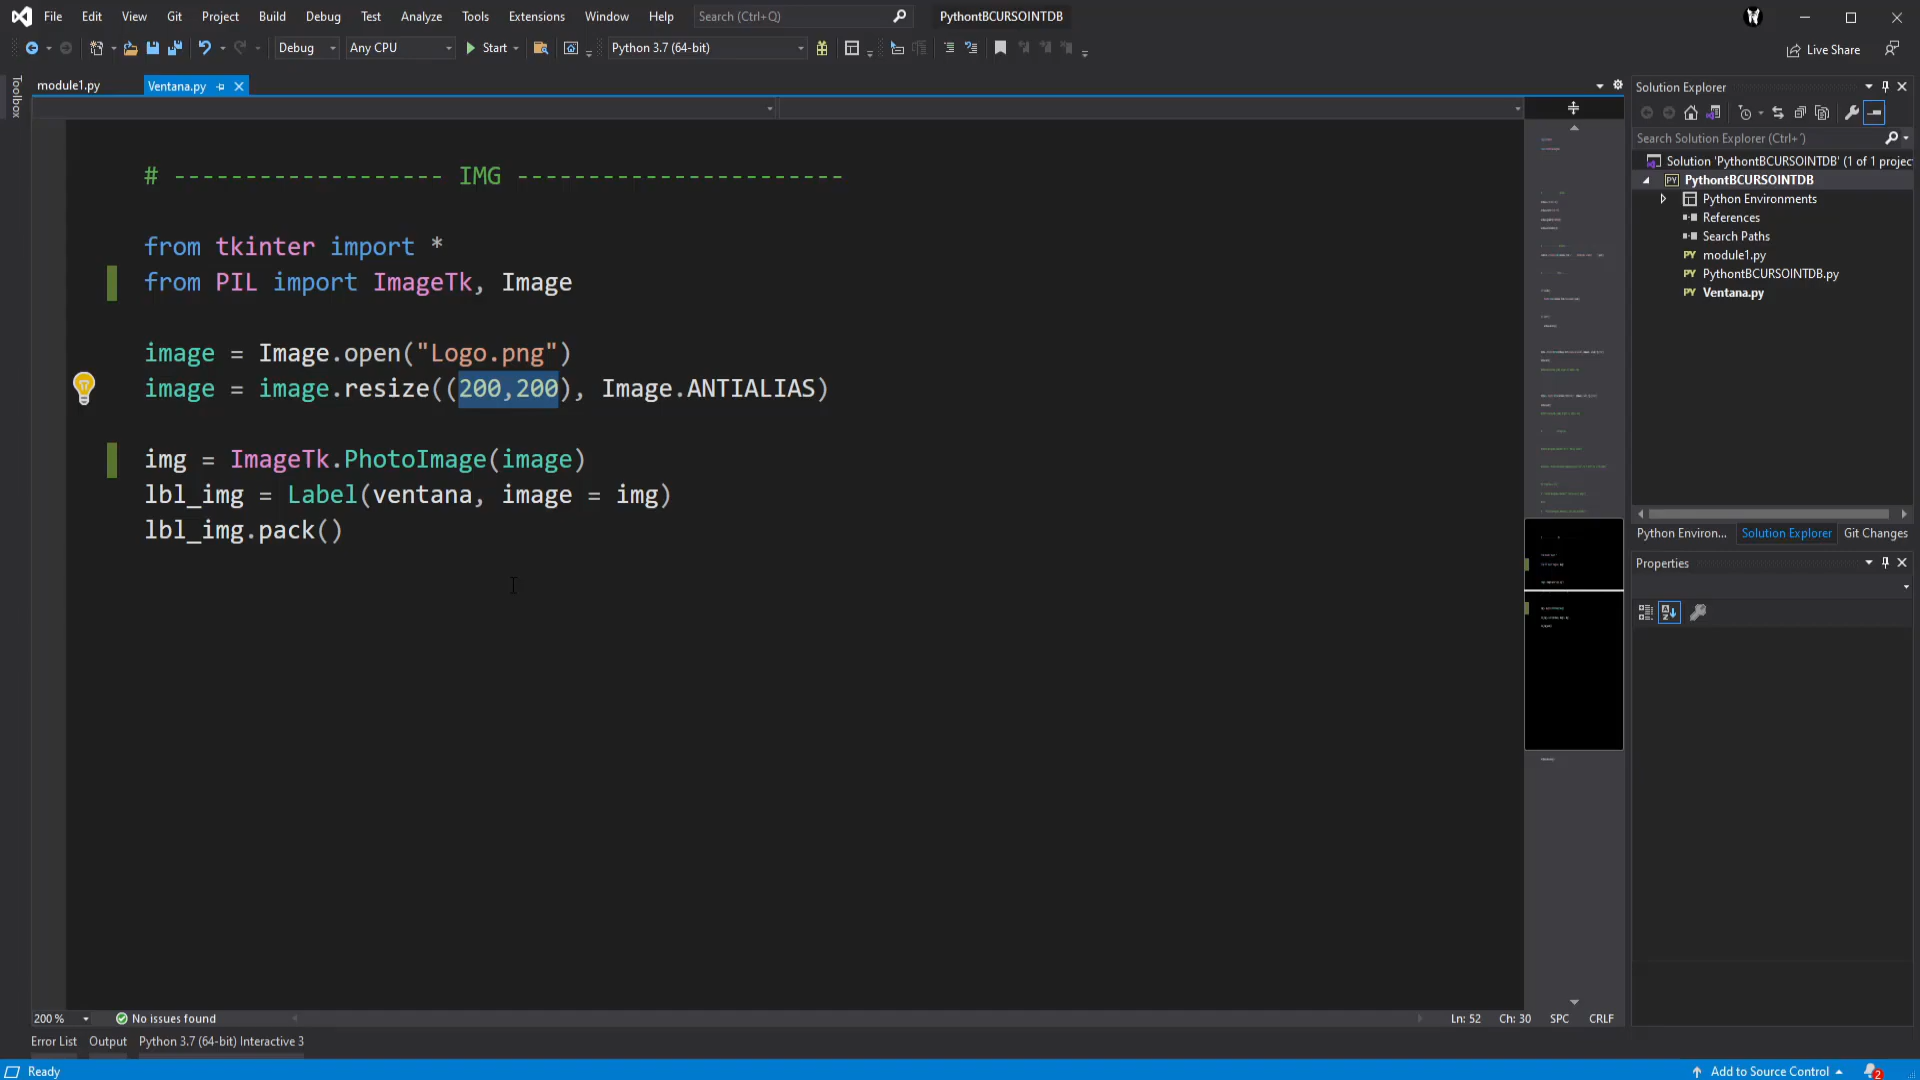 File Edit View Git Project Build Debug Test Analyze Tools Extensions Window Help Search (Ctrl+Q) PythontBCURSOINTDB
Debug Any CPU Start Python 3.7 (64-bit) Live Share
Toolbox
module1.py Ventana.py
# ------------------- IMG -----------------------
from tkinter import *
from PIL import ImageTk, Image
image = Image.open("Logo.png")
image = image.resize((200,200), Image.ANTIALIAS)
img = ImageTk.PhotoImage(image)
lbl_img = Label(ventana, image = img)
lbl_img.pack()
Solution Explorer
Search Solution Explorer (Ctrl+´)
Solution 'PythontBCURSOINTDB' (1 of 1 projec
PythontBCURSOINTDB
Python Environments
References
Search Paths
module1.py
PythontBCURSOINTDB.py
Ventana.py
Python Environ... Solution Explorer Git Changes
Properties
200 % No issues found Ln: 52 Ch: 30 SPC CRLF
Error List Output Python 3.7 (64-bit) Interactive 3
Ready Add to Source Control 2